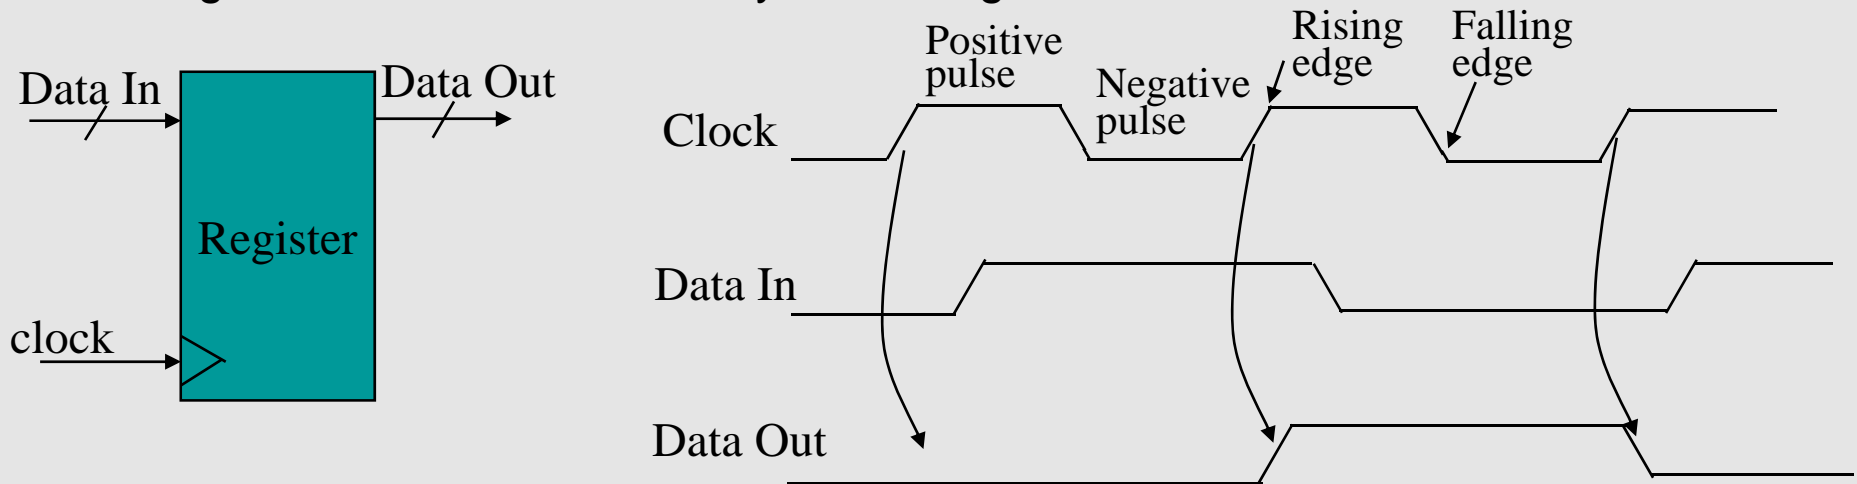 Data In
Data Out
Register
clock
Positive
pulse
Negative
pulse
Rising
edge
Falling
edge
Clock
Data In
Data Out